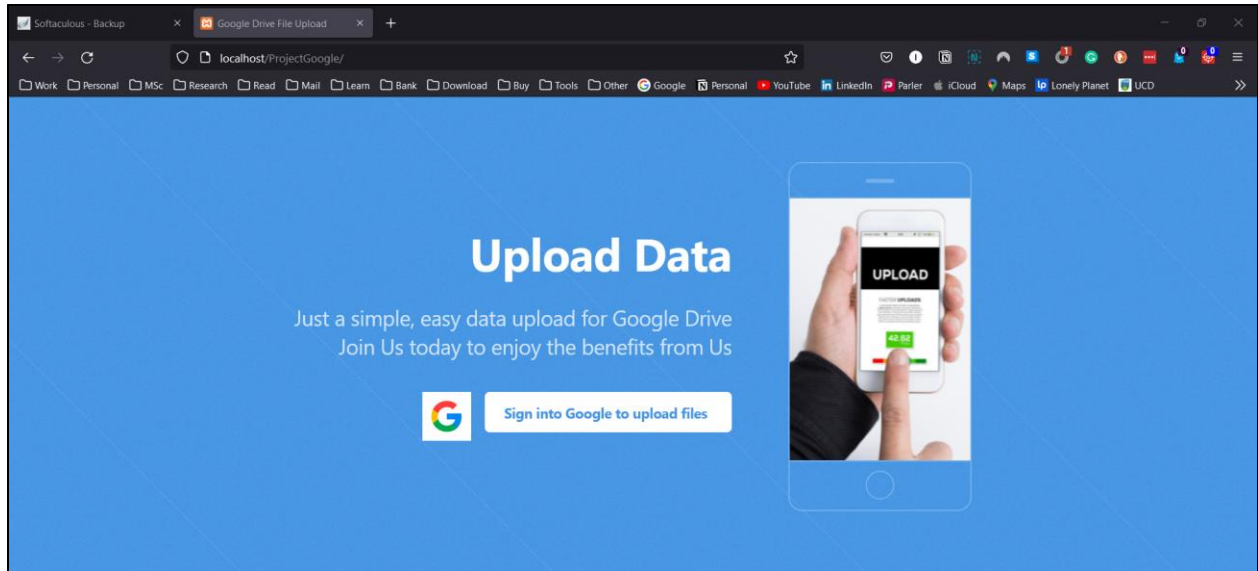 Softaculous - Backup
Google Drive File Upload
localhost/ProjectGoogle/
Work Personal MSc Research Read Mail Learn Bank Download Buy Tools Other Google Personal YouTube LinkedIn Parler iCloud Maps Lonely Planet UCD
Upload Data
Just a simple, easy data upload for Google Drive
Join Us today to enjoy the benefits from Us
Sign into Google to upload files
UPLOAD
FASTER UPLOADS
42.62